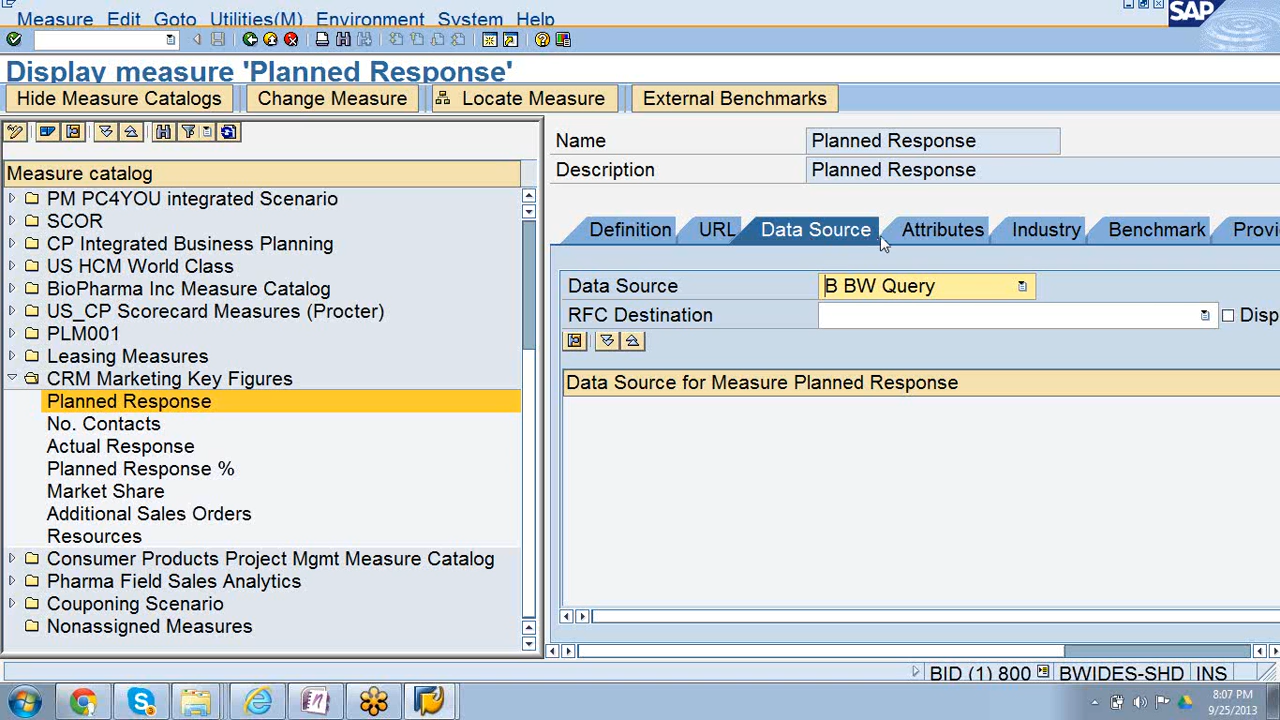 Measure Edit Goto Utilities(M) Environment System Help
SAP
Display measure 'Planned Response'
Hide Measure Catalogs Change Measure Locate Measure External Benchmarks
Measure catalog
PM PC4YOU integrated Scenario
SCOR
CP Integrated Business Planning
US HCM World Class
BioPharma Inc Measure Catalog
US_CP Scorecard Measures (Procter)
PLM001
Leasing Measures
CRM Marketing Key Figures
Planned Response
No. Contacts
Actual Response
Planned Response %
Market Share
Additional Sales Orders
Resources
Consumer Products Project Mgmt Measure Catalog
Pharma Field Sales Analytics
Couponing Scenario
Nonassigned Measures
Name Planned Response
Description Planned Response
Definition URL Data Source Attributes Industry Benchmark Provi
Data Source B BW Query
RFC Destination Disp
Data Source for Measure Planned Response
BID (1) 800 BWIDES-SHD INS
8:07 PM
9/25/2013